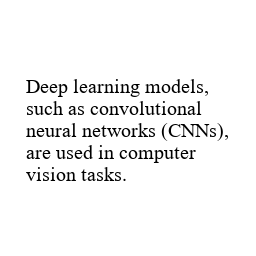 Deep learning models,
such as convolutional
neural networks (CNNs),
are used in computer
vision tasks.